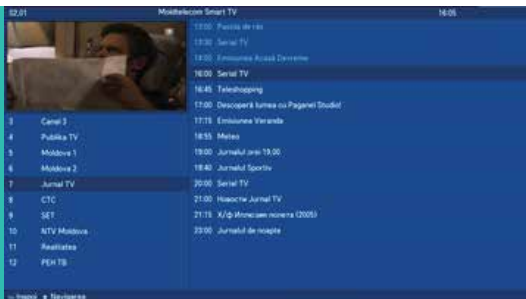 02.01 Moldtelecom Smart TV 16:05
13:00 Pastila de râs
13:30 Serial TV
14:00 Emisiunea Acasă Devreme
16:00 Serial TV
16:45 Teleshopping
17:00 Descoperă lumea cu Paganel Studio!
17:15 Emisiunea Veranda
18:55 Meteo
19:00 Jurnalul orei 19.00
19:40 Jurnalul Sportiv
20:00 Serial TV
21:00 Новости Jurnal TV
21:15 Х/ф Иллюзия полета (2005)
23:00 Jurnalul de noapte
3 Canal 3
4 Publika TV
5 Moldova 1
6 Moldova 2
7 Jurnal TV
8 СТС
9 SET
10 NTV Moldova
11 Realitatea
12 РЕН ТВ
Inapoi Navigarea